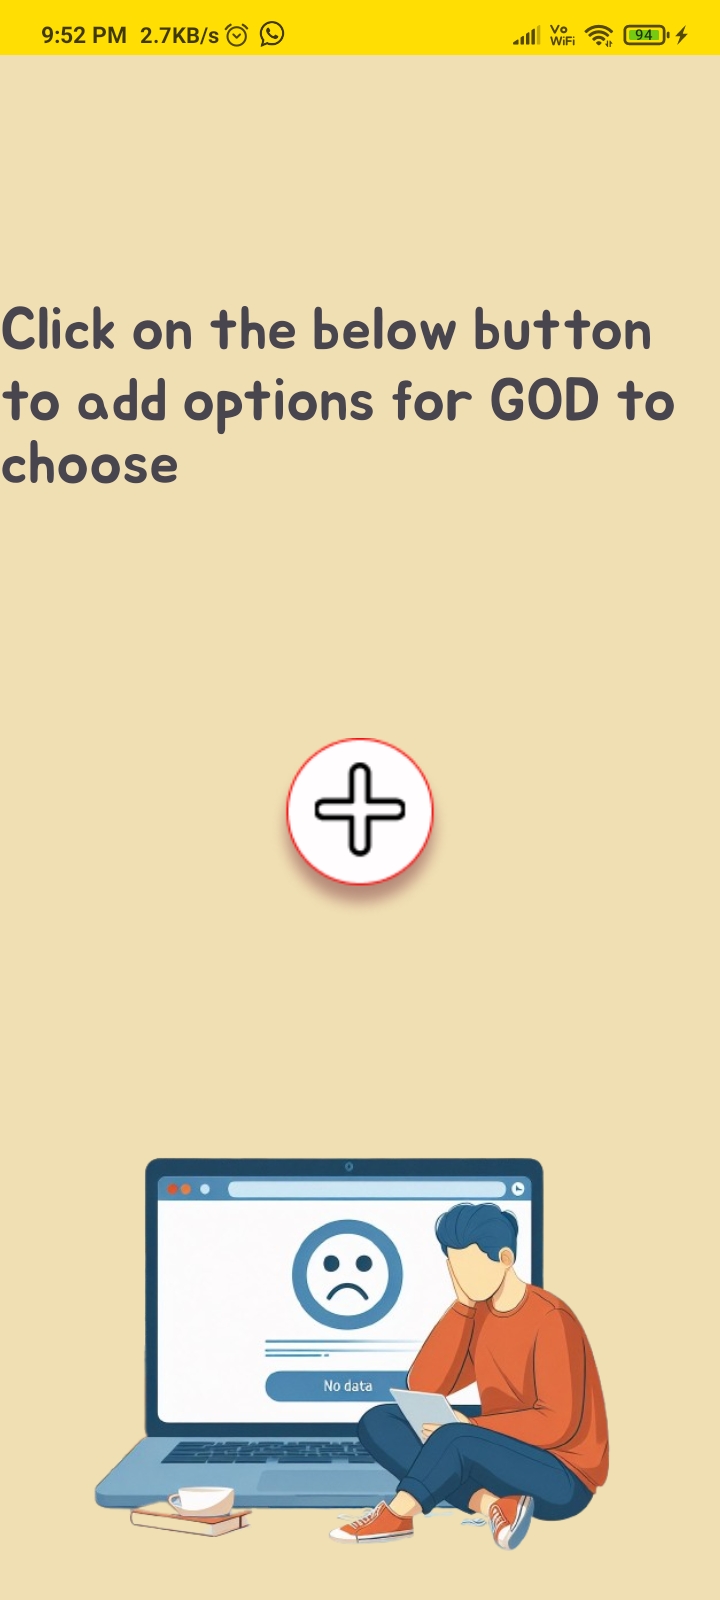 9:52 PM 2.7KB/s Vo WiFi 94
Click on the below button
to add options for GOD to
choose
No data